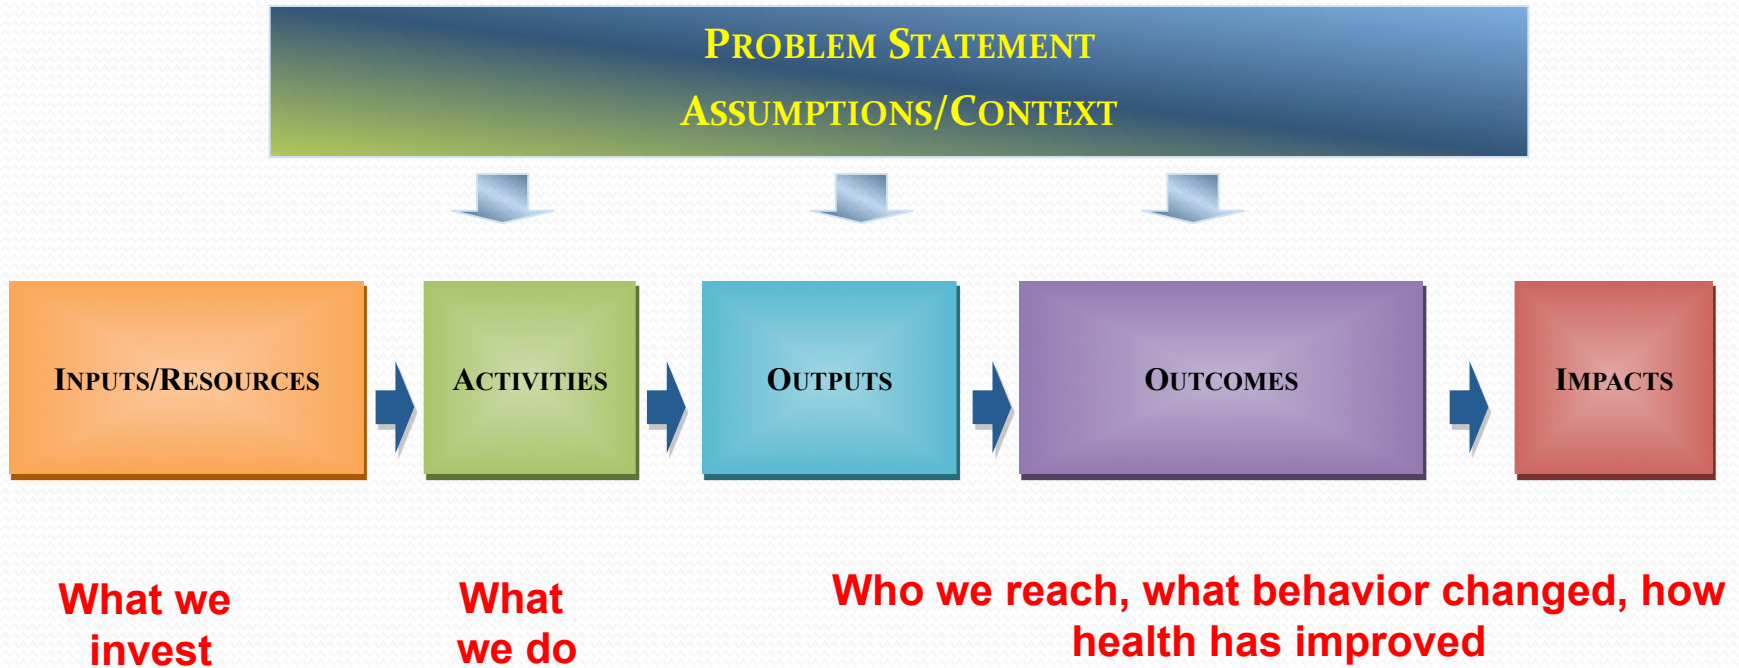 PROBLEM STATEMENT
ASSUMPTIONS/CONTEXT
INPUTS/RESOURCES
ACTIVITIES
OUTPUTS
OUTCOMES
IMPACTS
What we
invest
What
we do
Who we reach, what behavior changed, how
health has improved